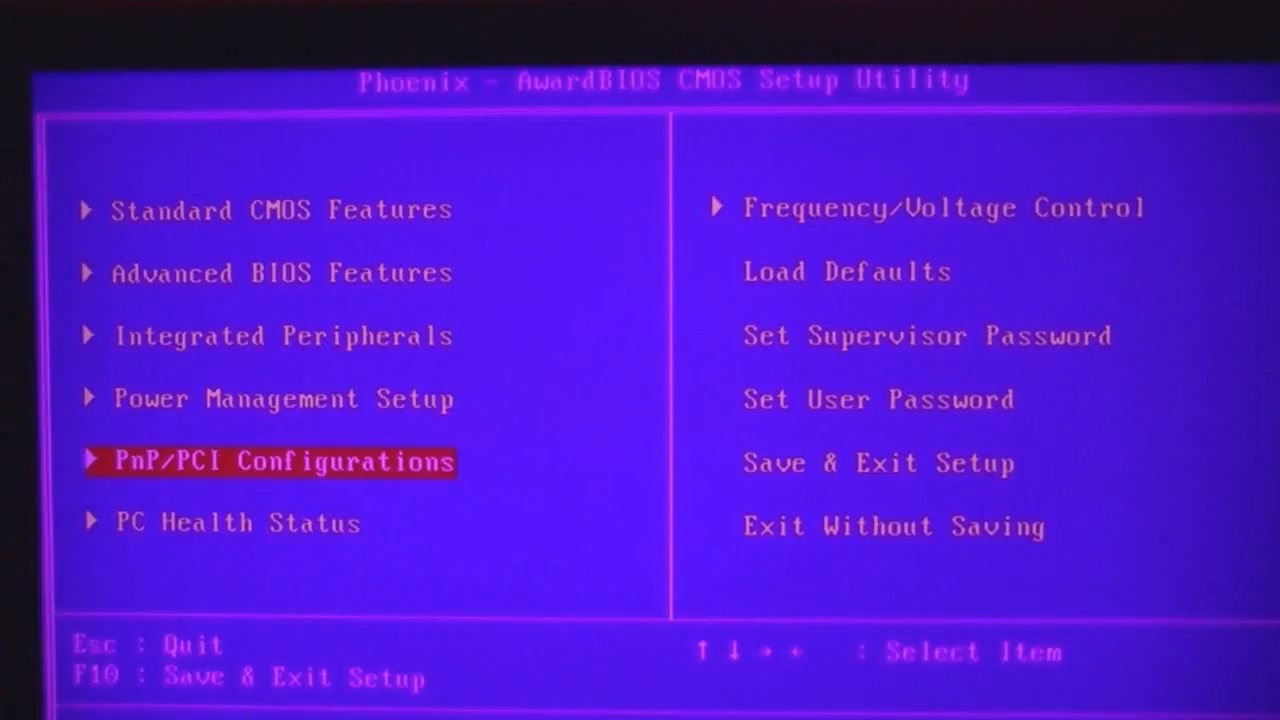 Phoenix - AwardBIOS CMOS Setup Utility
Standard CMOS Features
Advanced BIOS Features
Integrated Peripherals
Power Management Setup
PnP/PCI Configurations
PC Health Status
Frequency/Voltage Control
Load Defaults
Set Supervisor Password
Set User Password
Save & Exit Setup
Exit Without Saving
Esc : Quit
F10 : Save & Exit Setup
↑ ↓ → ← : Select Item